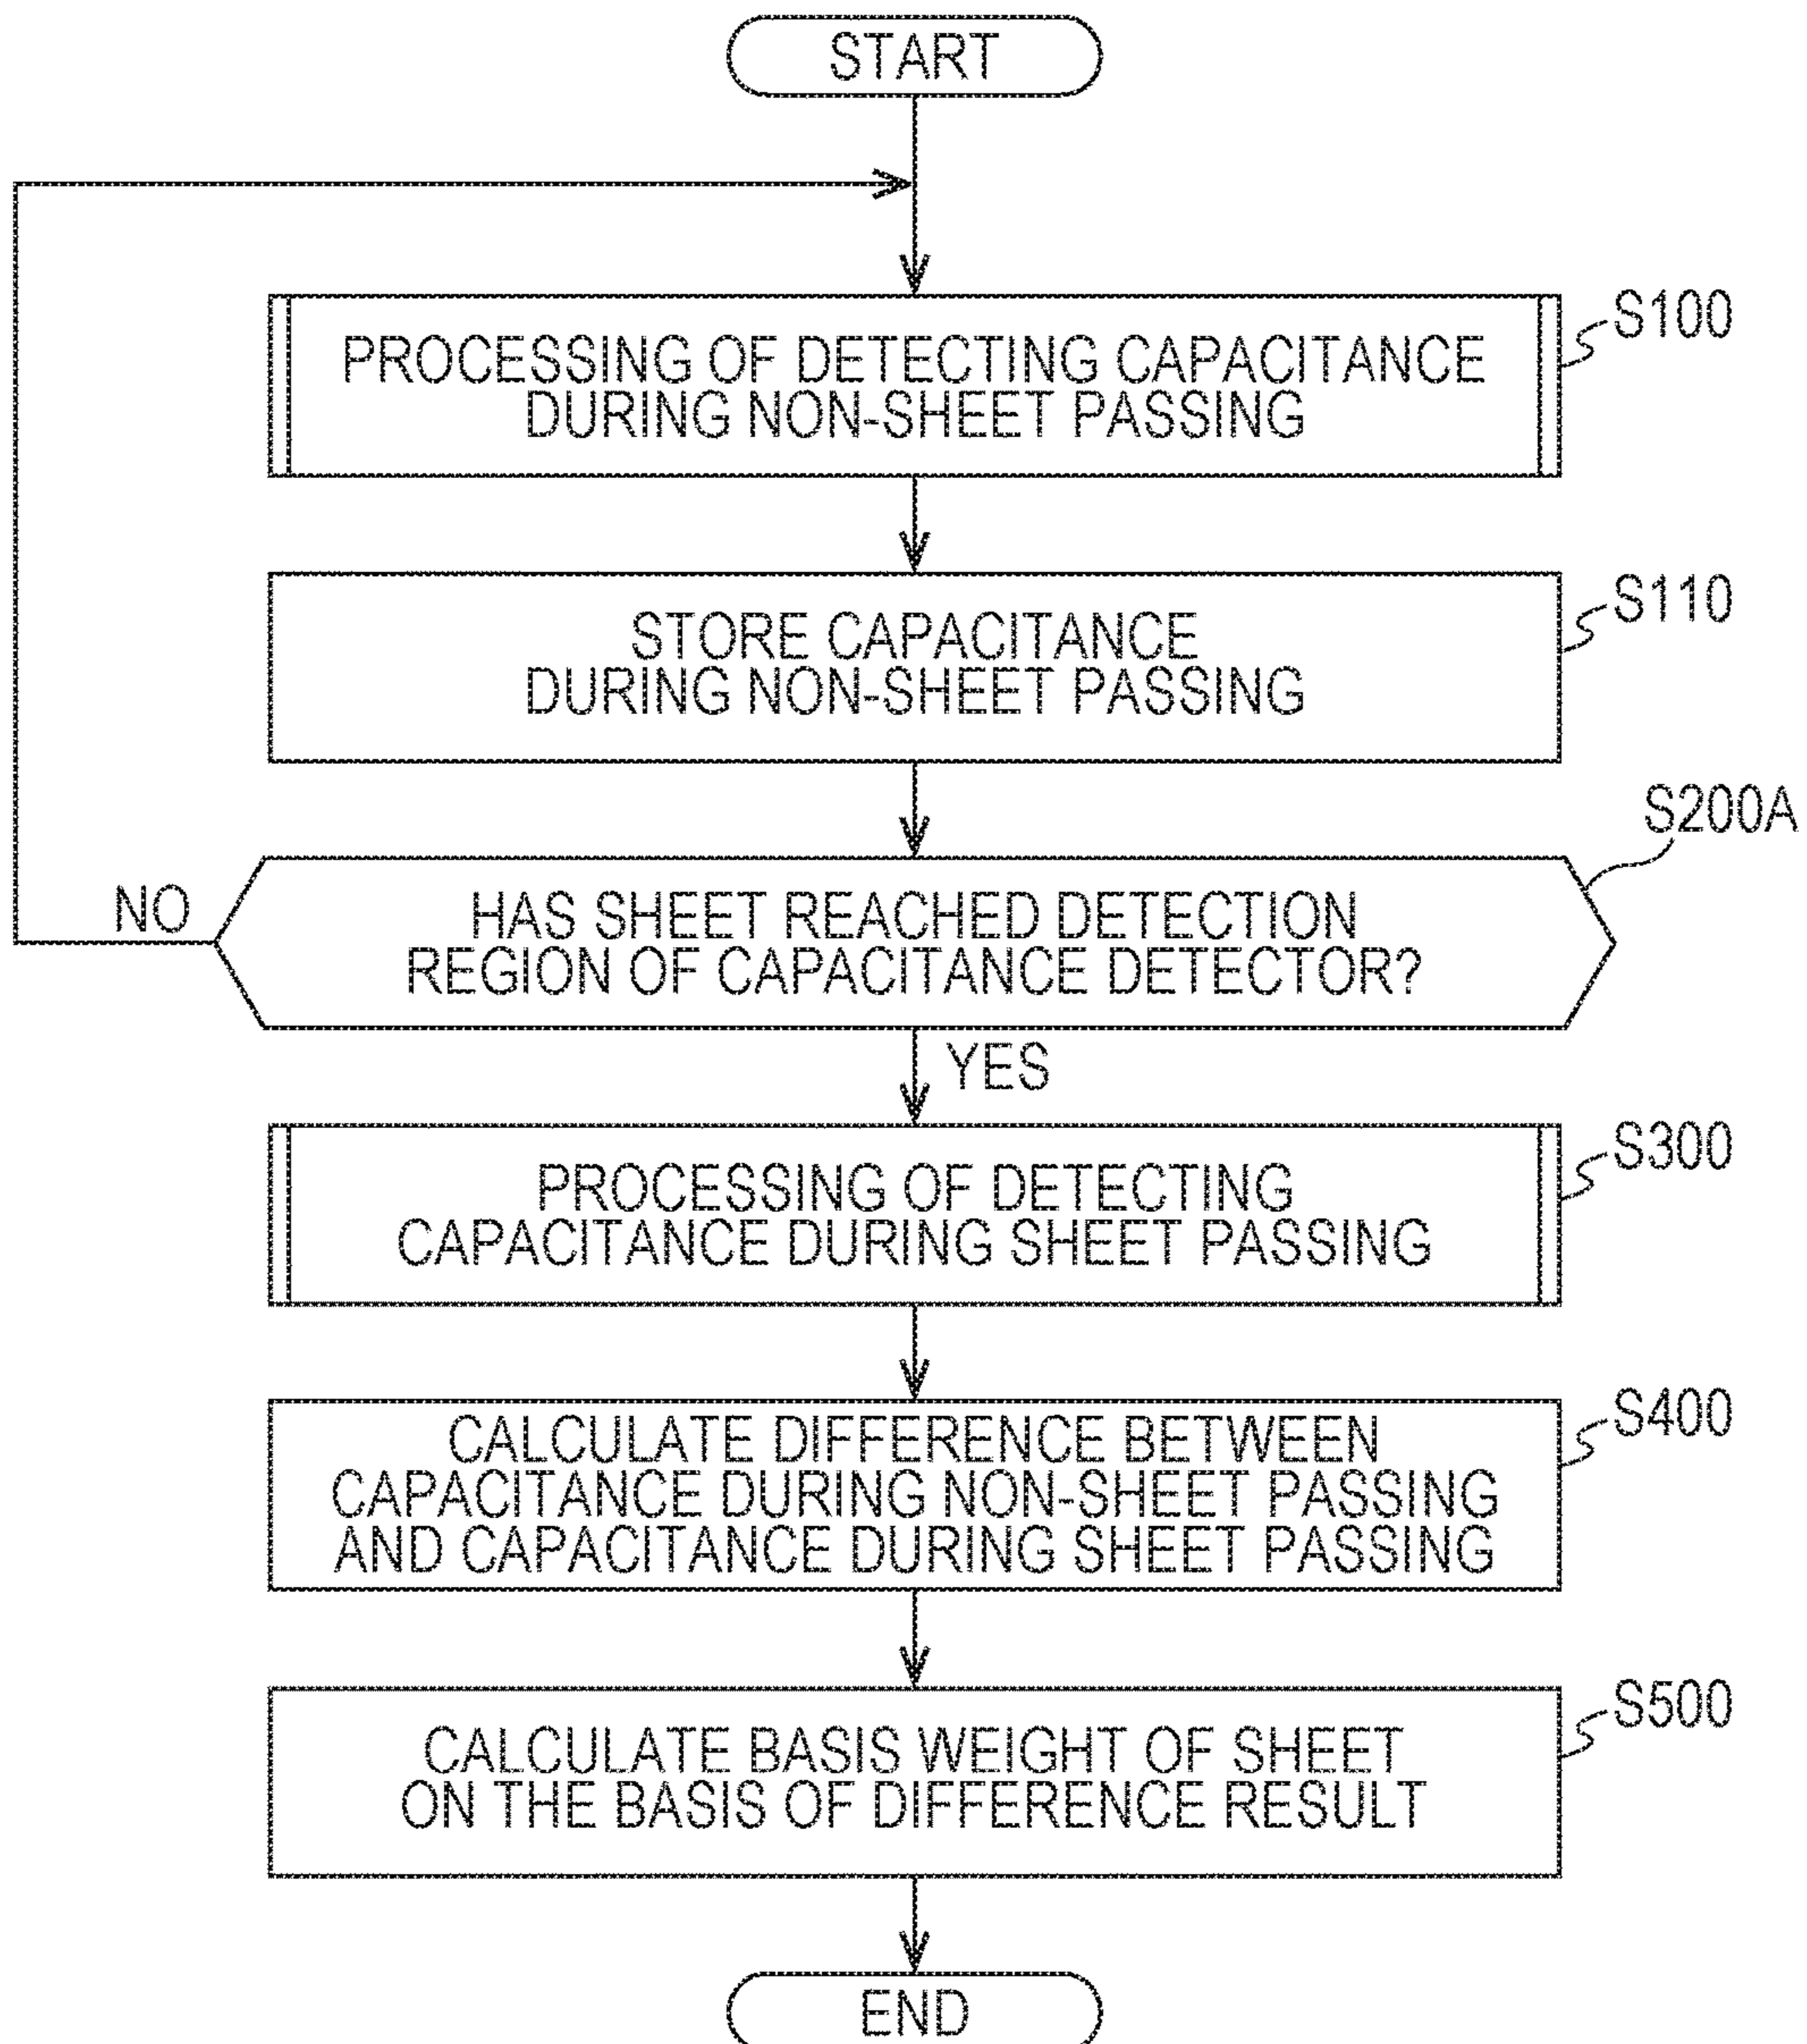 START
PROCESSING OF DETECTING CAPACITANCE
DURING NON-SHEET PASSING
S100
STORE CAPACITANCE
DURING NON-SHEET PASSING
S110
S200A
HAS SHEET REACHED DETECTION
REGION OF CAPACITANCE DETECTOR?
NO
YES
PROCESSING OF DETECTING
CAPACITANCE DURING SHEET PASSING
S300
CALCULATE DIFFERENCE BETWEEN
CAPACITANCE DURING NON-SHEET PASSING
AND CAPACITANCE DURING SHEET PASSING
S400
CALCULATE BASIS WEIGHT OF SHEET
ON THE BASIS OF DIFFERENCE RESULT
S500
END